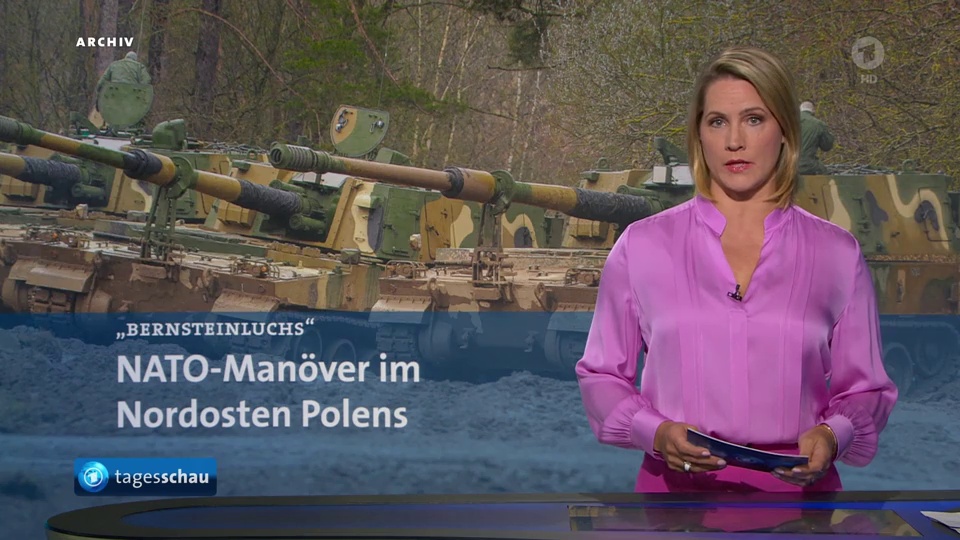 ARCHIV
HD
„BERNSTEINLUCHS“
NATO-Manöver im
Nordosten Polens
tagesschau